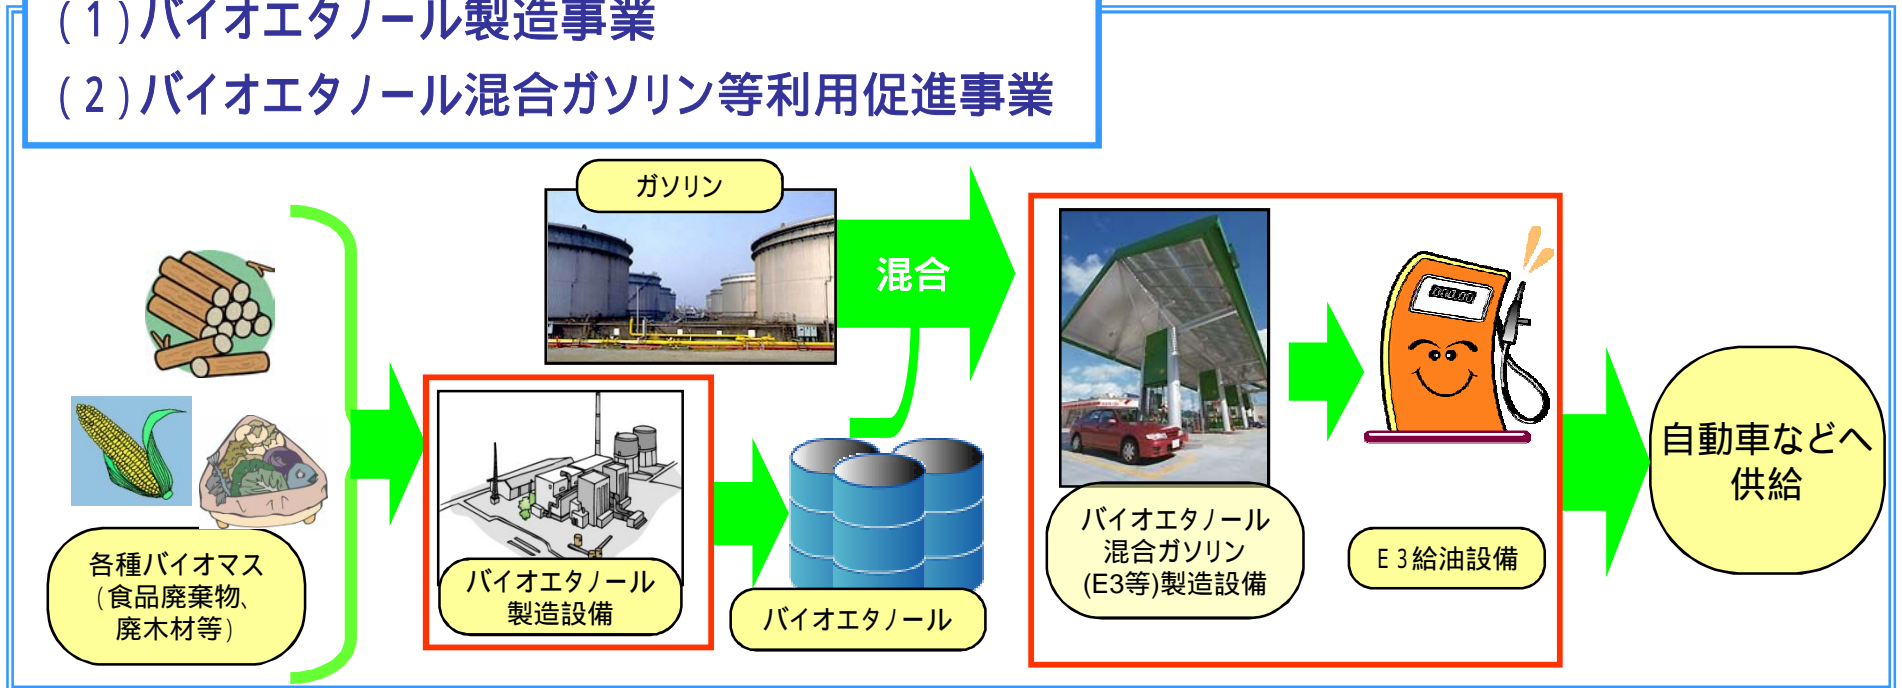 (1)バイオエタノール製造事業
(2)バイオエタノール混合ガソリン等利用促進事業
ガソリン
混合
各種バイオマス
(食品廃棄物、
廃木材等)
バイオエタノール
製造設備
バイオエタノール
バイオエタノール
混合ガソリン
(E3等)製造設備
E3給油設備
自動車などへ
供給